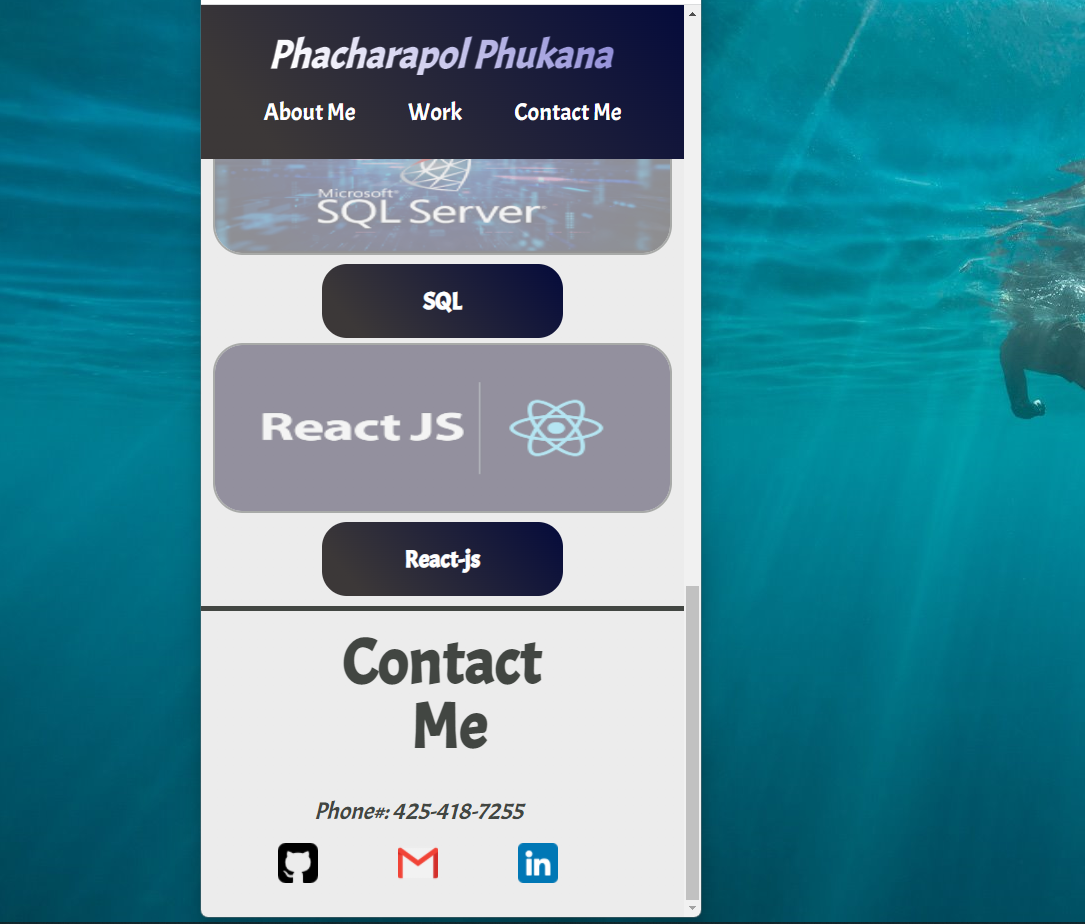 Phacharapol Phukana
About Me Work Contact Me
Microsoft
SQL Server
SQL
React JS
React-js
Contact
Me
Phone#: 425-418-7255
in